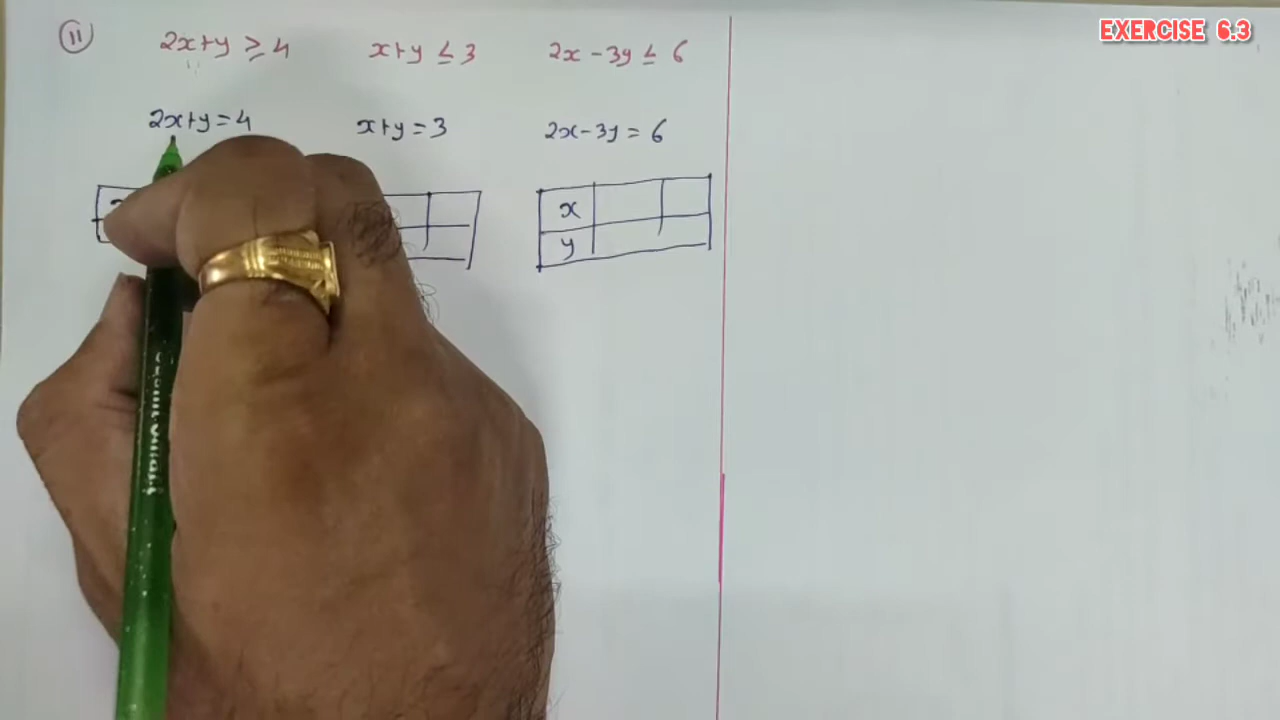 EXERCISE 6.3
11 2x+y ≥ 4 x+y ≤ 3 2x-3y ≤ 6
2x+y=4 x+y=3 2x-3y=6
x
y